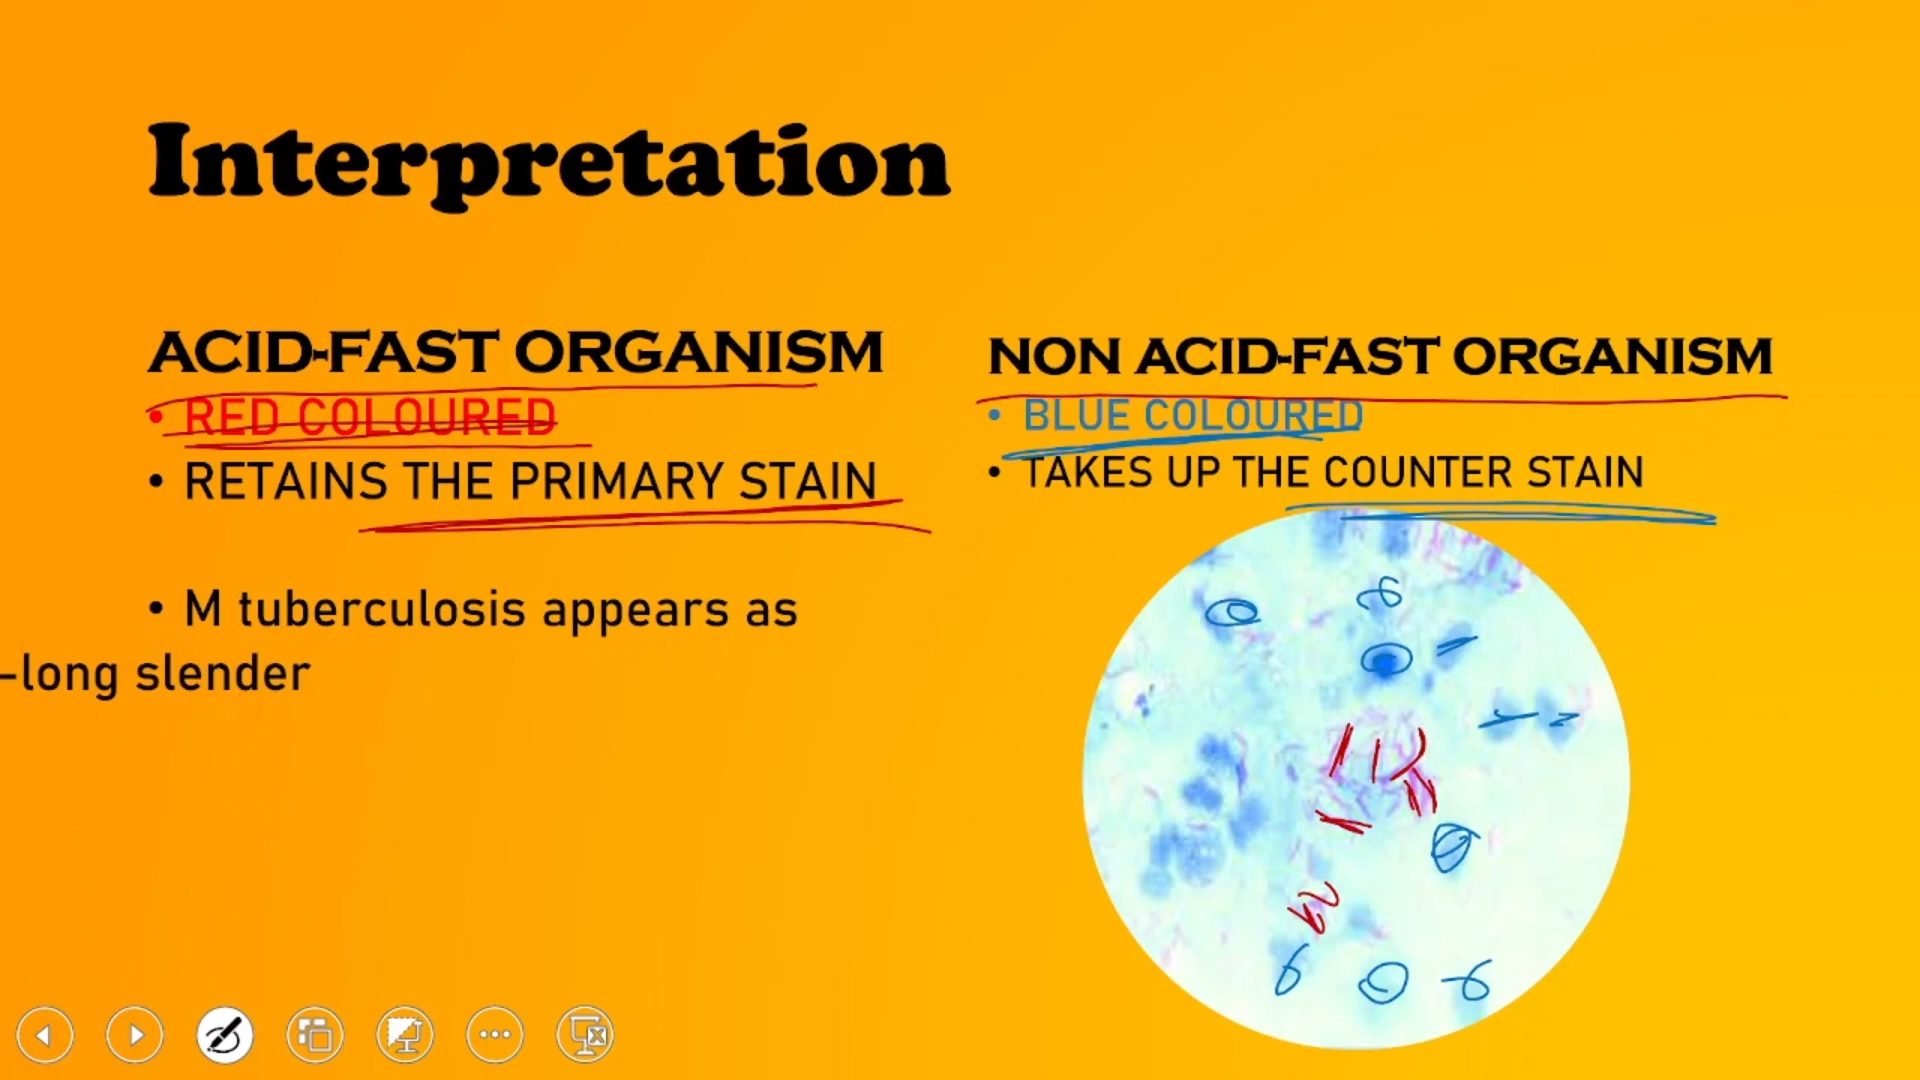 Interpretation
ACID-FAST ORGANISM
• RED COLOURED
• RETAINS THE PRIMARY STAIN
• M tuberculosis appears as
-long slender
NON ACID-FAST ORGANISM
• BLUE COLOURED
• TAKES UP THE COUNTER STAIN